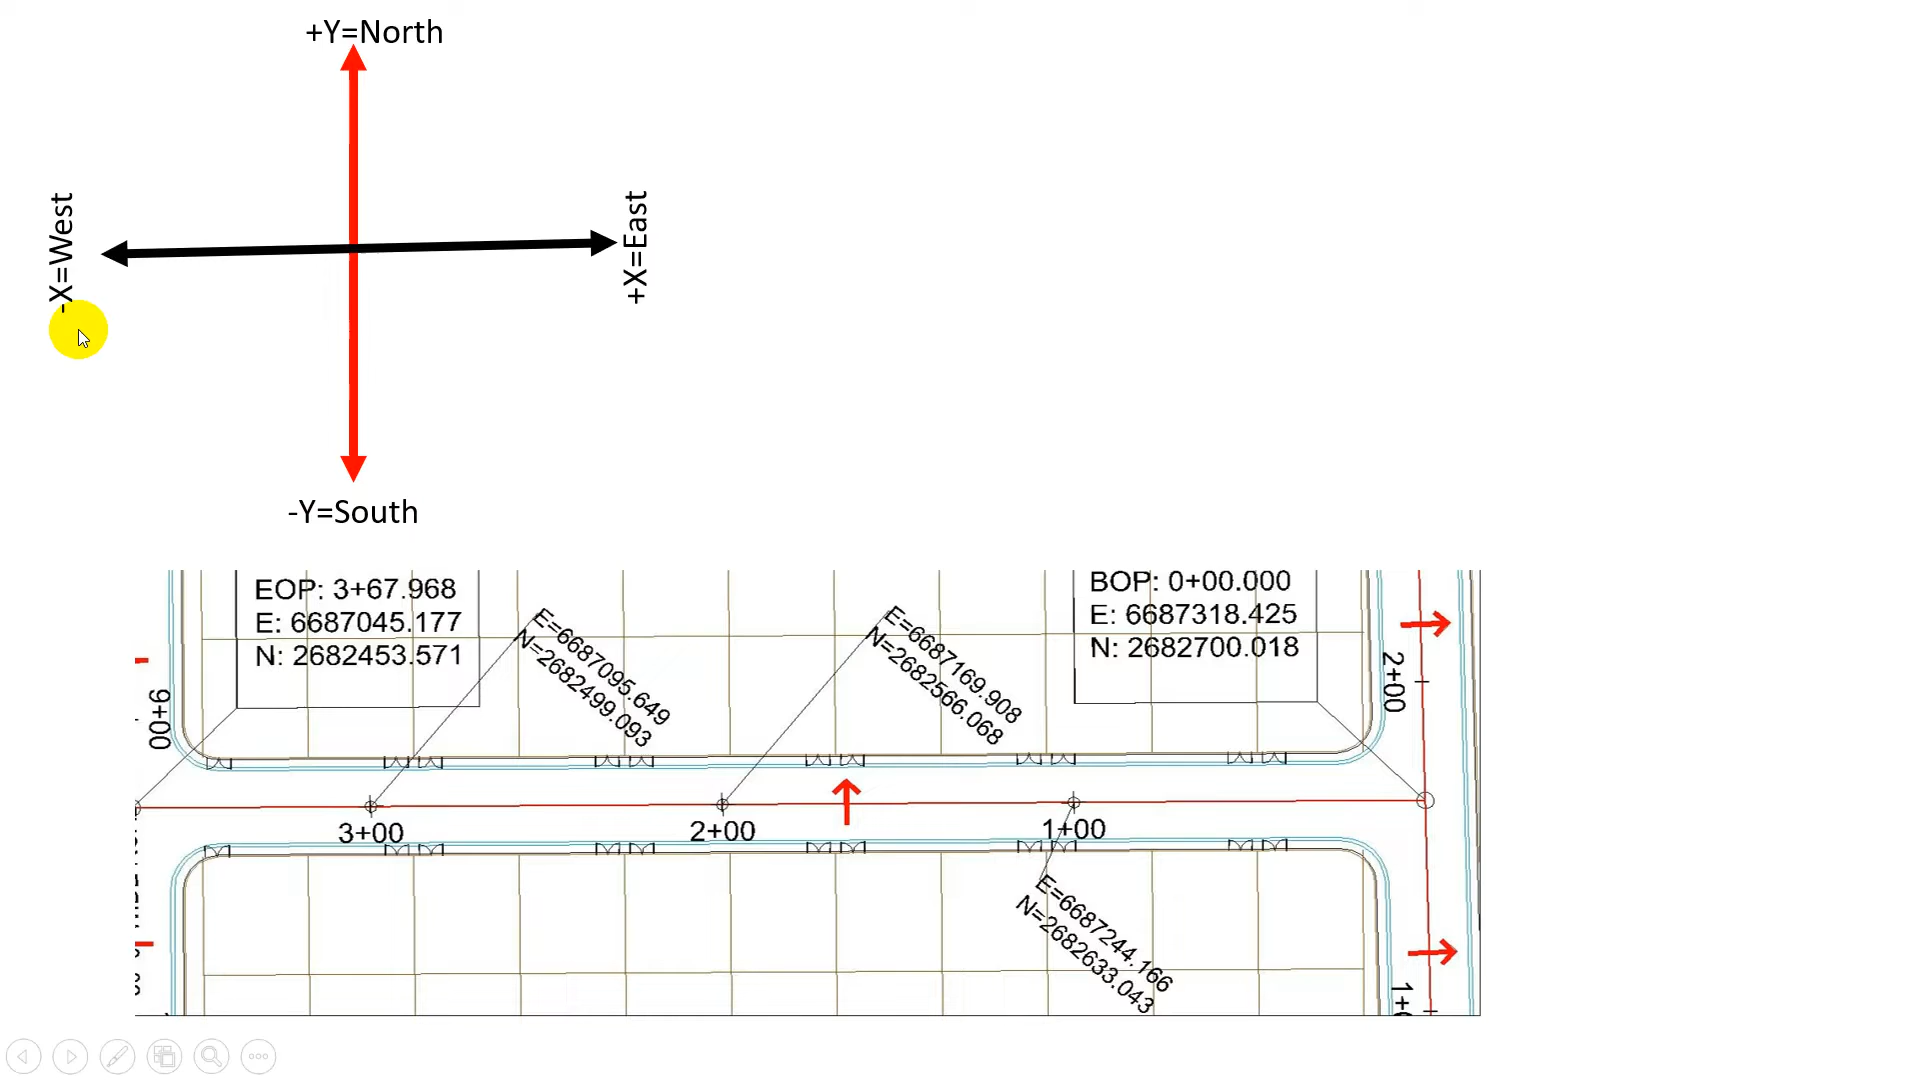 +Y=North
-X=West
+X=East
-Y=South
EOP: 3+67.968
E: 6687045.177
N: 2682453.571
E=6687095.649
N=2682499.093
E=6687169.908
N=2682566.068
BOP: 0+00.000
E: 6687318.425
N: 2682700.018
2+00
9+00
3+00
2+00
1+00
E=6687244.166
N=2682633.043